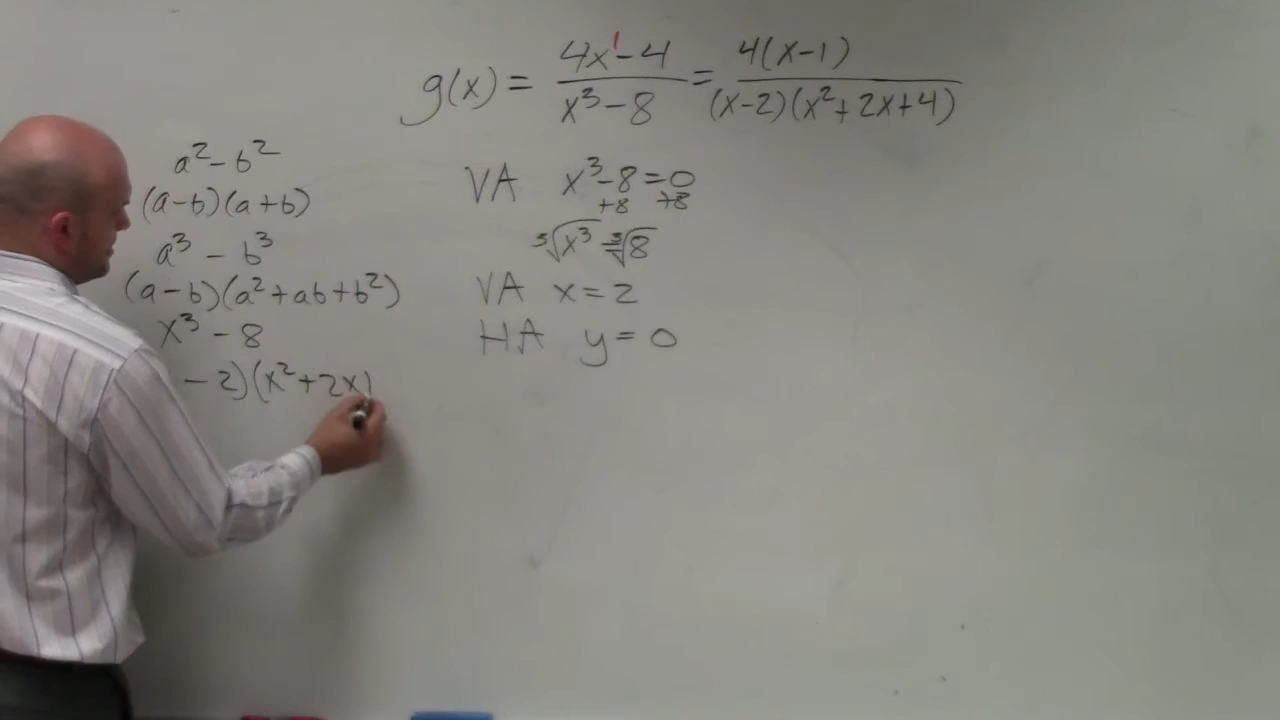 g(x) = 4x¹-4 / x³-8 = 4(x-1) / (x-2)(x²+2x+4)
a²-b²
(a-b)(a+b)
a³ - b³
(a-b)(a²+ab+b²)
x³ - 8
- 2)(x²+2x
VA x³-8=0
+8 +8
³√x³ = ³√8
VA x=2
HA y=0